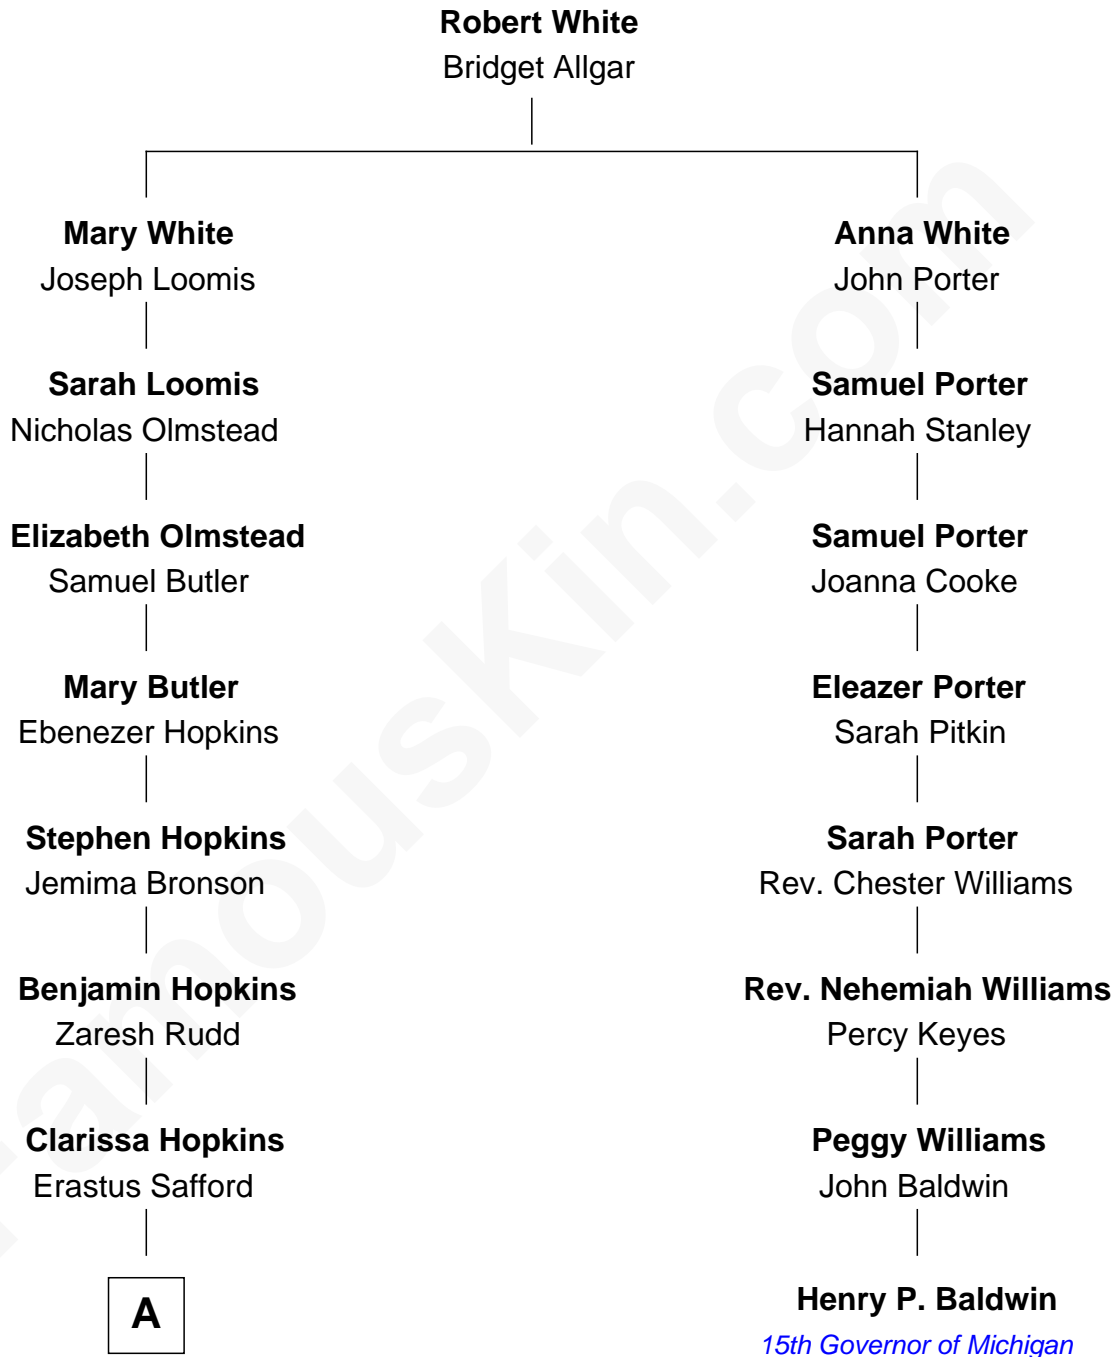 Robert White
Bridget Allgar
Mary White
Joseph Loomis
Anna White
John Porter
Sarah Loomis
Nicholas Olmstead
Samuel Porter
Hannah Stanley
Elizabeth Olmstead
Samuel Butler
Samuel Porter
Joanna Cooke
Mary Butler
Ebenezer Hopkins
Eleazer Porter
Sarah Pitkin
Stephen Hopkins
Jemima Bronson
Sarah Porter
Rev. Chester Williams
Benjamin Hopkins
Zaresh Rudd
Rev. Nehemiah Williams
Percy Keyes
Clarissa Hopkins
Erastus Safford
Peggy Williams
John Baldwin
A
Henry P. Baldwin
15th Governor of Michigan
FamousKin.com